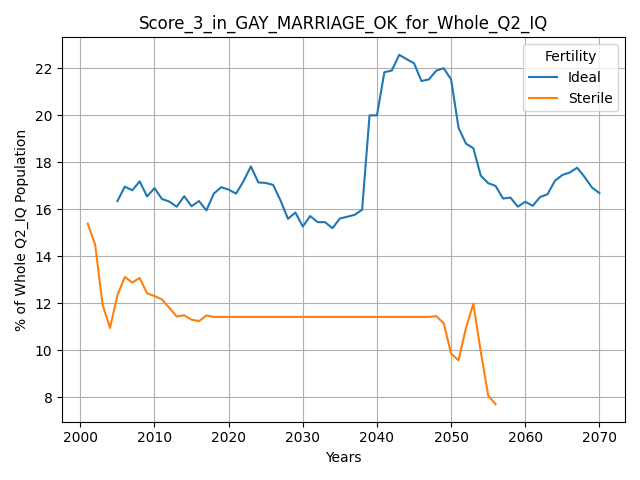 Score_3_in_GAY_MARRIAGE_OK_for_Whole_Q2_IQ
% of Whole Q2_IQ Population
22
20
18
16
14
12
10
8
Fertility
Ideal
Sterile
2000 2010 2020 2030 2040 2050 2060 2070
Years